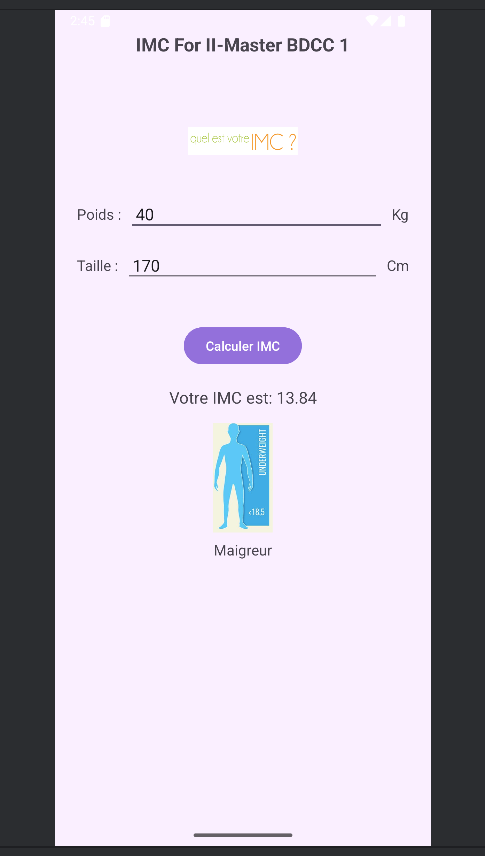 2:45
IMC For II-Master BDCC 1
quel est votre IMC ?
Poids : 40 Kg
Taille : 170 Cm
Calculer IMC
Votre IMC est: 13.84
UNDERWEIGHT
<18.5
Maigreur